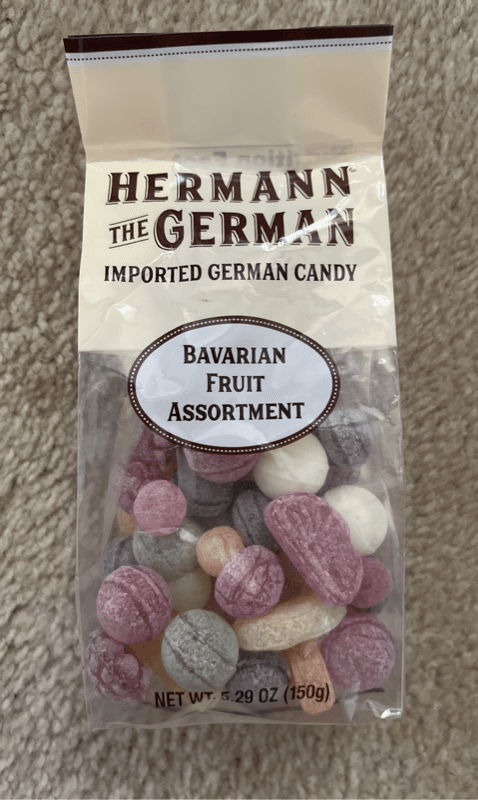 HERMANN®
THE GERMAN
IMPORTED GERMAN CANDY
BAVARIAN
FRUIT
ASSORTMENT
NET WT. 5.29 OZ (150g)